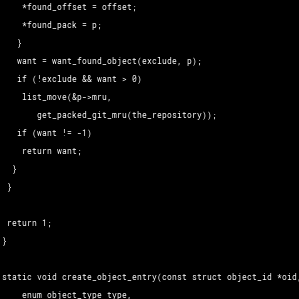 *found_offset = offset;
*found_pack = p;
}
want = want_found_object(exclude, p);
if (!exclude && want > 0)
list_move(&p->mru,
get_packed_git_mru(the_repository));
if (want != -1)
return want;
}
}
return 1;
}
static void create_object_entry(const struct object_id *oid,
enum object_type type,